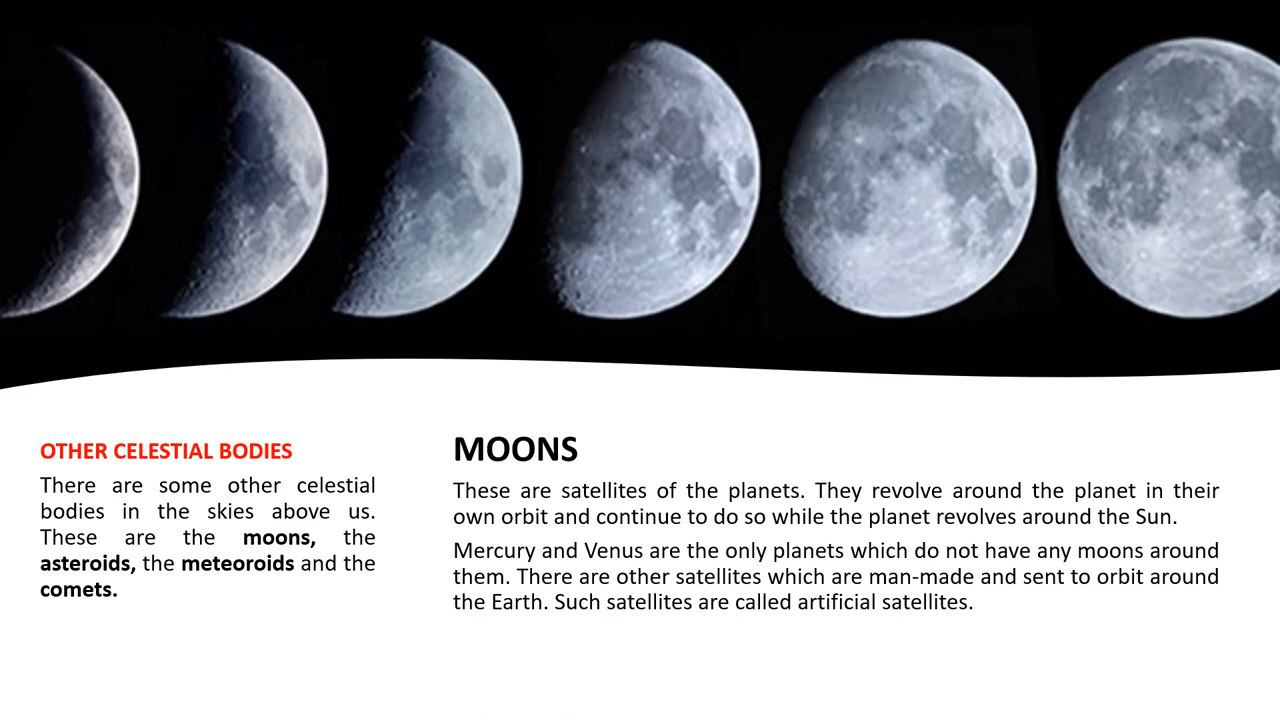 OTHER CELESTIAL BODIES
There are some other celestial
bodies in the skies above us.
These are the moons, the
asteroids, the meteoroids and the
comets.
MOONS
These are satellites of the planets. They revolve around the planet in their
own orbit and continue to do so while the planet revolves around the Sun.
Mercury and Venus are the only planets which do not have any moons around
them. There are other satellites which are man-made and sent to orbit around
the Earth. Such satellites are called artificial satellites.